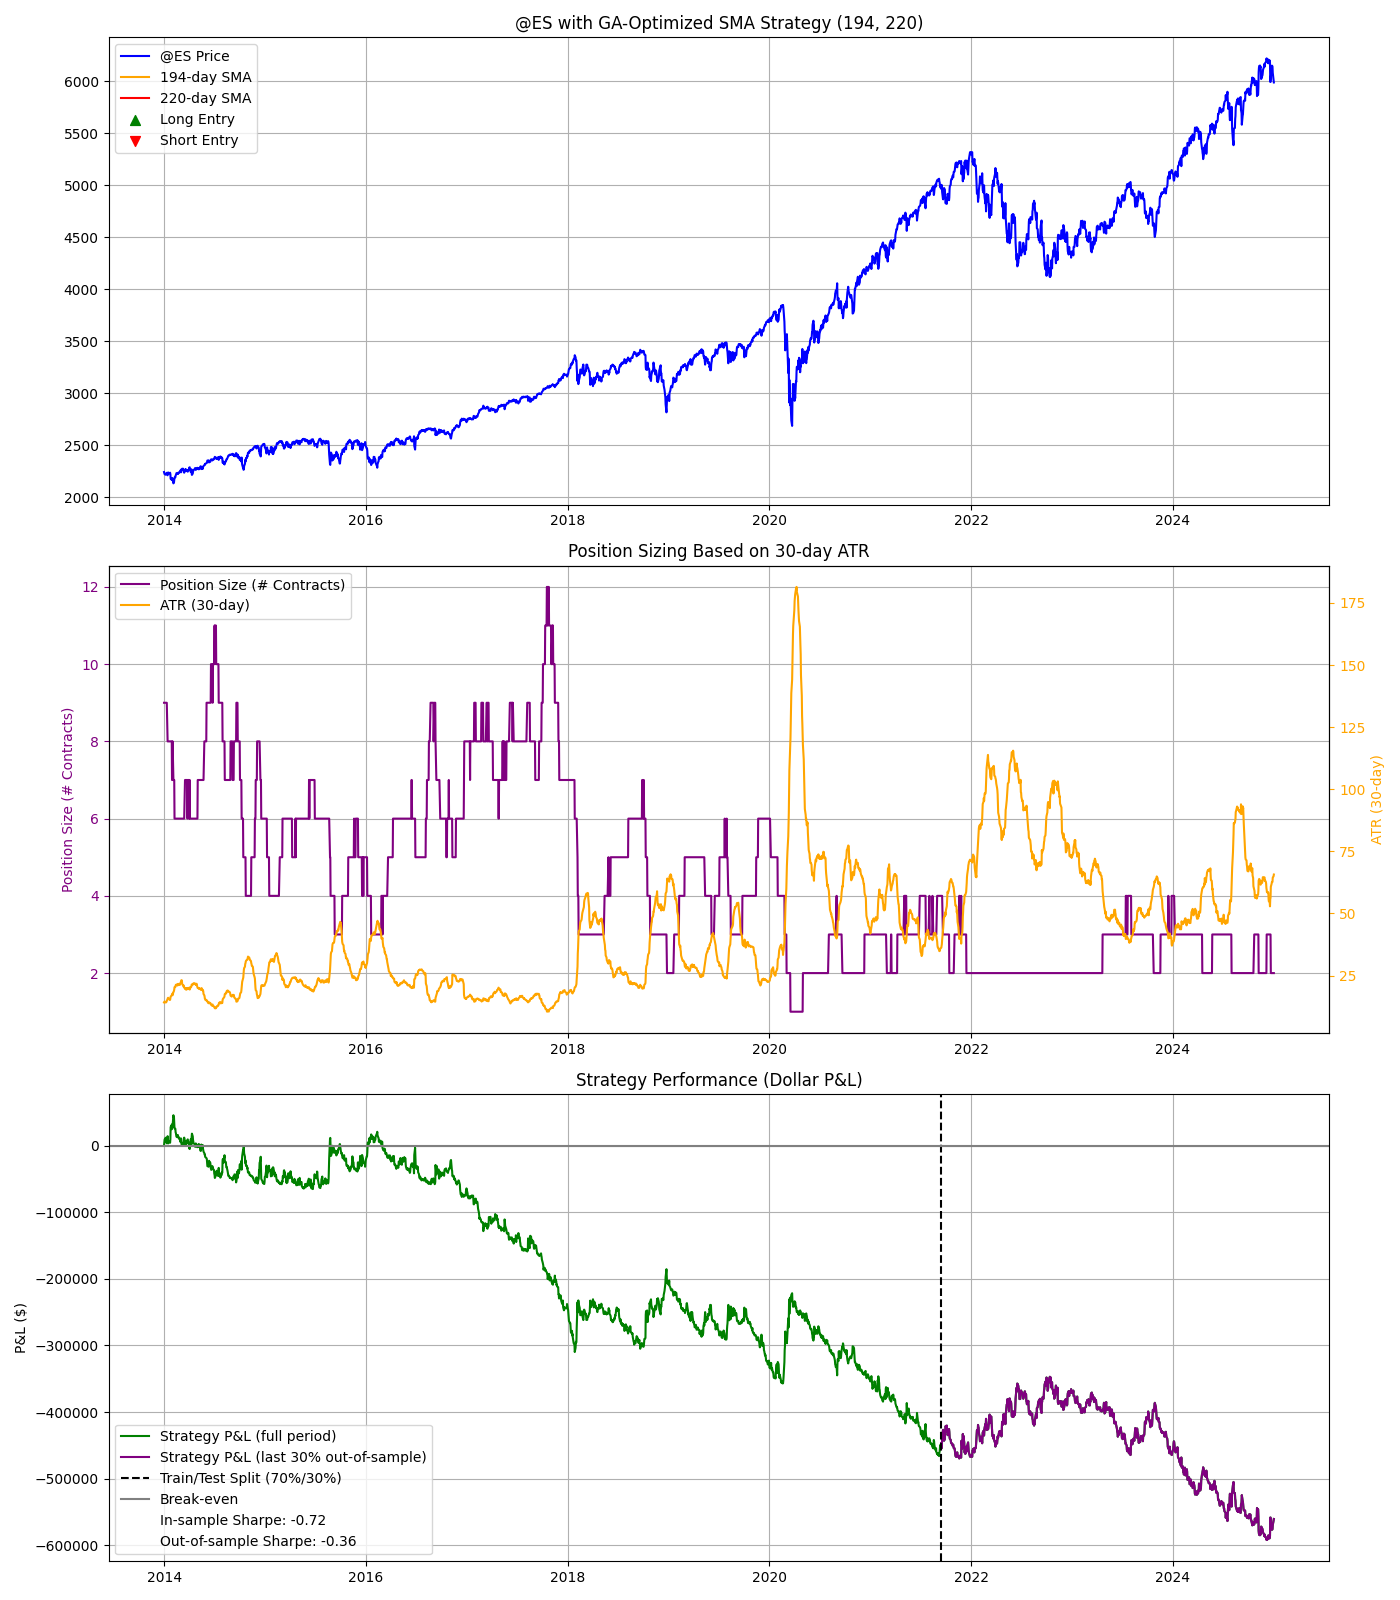 @ES with GA-Optimized SMA Strategy (194, 220)
@ES Price
194-day SMA
220-day SMA
Long Entry
Short Entry
6000
5500
5000
4500
4000
3500
3000
2500
2000
2014 2016 2018 2020 2022 2024
Position Sizing Based on 30-day ATR
Position Size (# Contracts)
ATR (30-day)
Position Size (# Contracts)
12
10
8
6
4
2
175
150
125
100
75
50
25
ATR (30-day)
2014 2016 2018 2020 2022 2024
Strategy Performance (Dollar P&L)
P&L ($)
0
−100000
−200000
−300000
−400000
−500000
−600000
Strategy P&L (full period)
Strategy P&L (last 30% out-of-sample)
Train/Test Split (70%/30%)
Break-even
In-sample Sharpe: -0.72
Out-of-sample Sharpe: -0.36
2014 2016 2018 2020 2022 2024